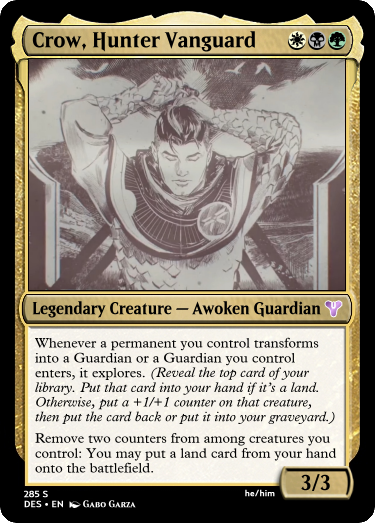 Crow, Hunter Vanguard
Legendary Creature — Awoken Guardian
Whenever a permanent you control transforms
into a Guardian or a Guardian you control
enters, it explores. (Reveal the top card of your
library. Put that card into your hand if it's a land.
Otherwise, put a +1/+1 counter on that creature,
then put the card back or put it into your graveyard.)
Remove two counters from among creatures you
control: You may put a land card from your hand
onto the battlefield.
3/3
285 S
he/him
DES • EN Gabo Garza